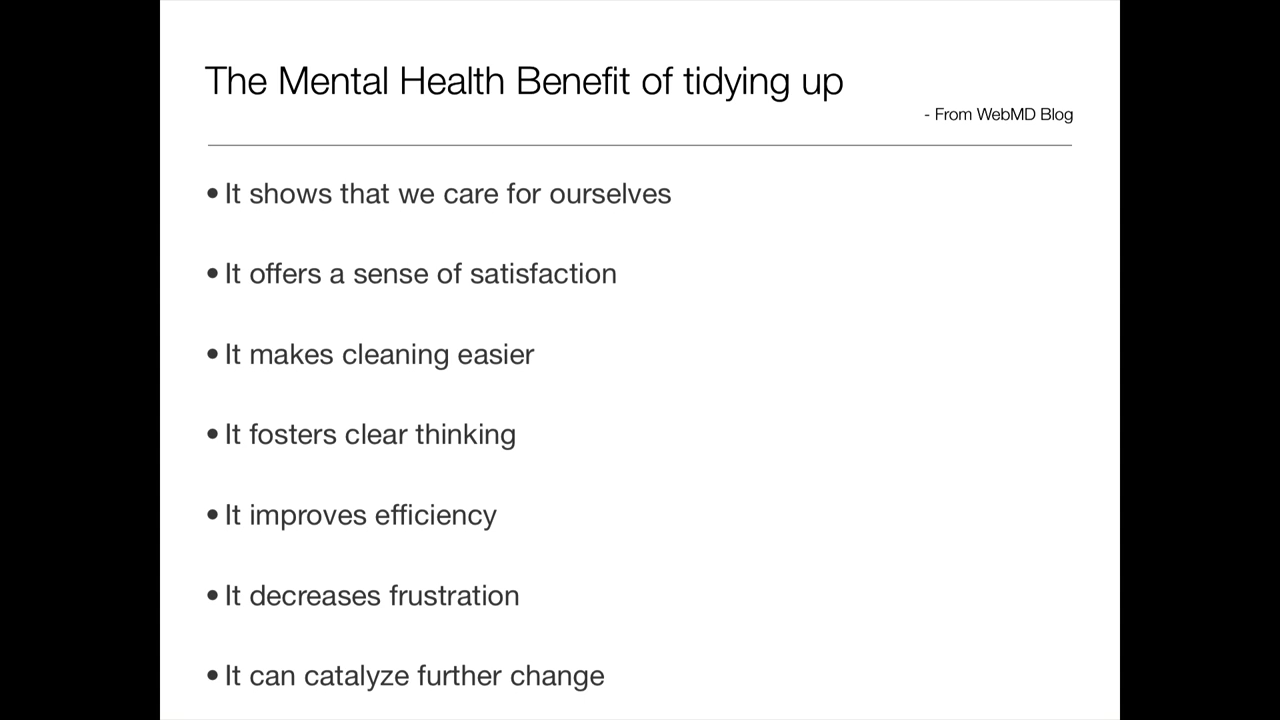 The Mental Health Benefit of tidying up
- From WebMD Blog
• It shows that we care for ourselves
• It offers a sense of satisfaction
• It makes cleaning easier
• It fosters clear thinking
• It improves efficiency
• It decreases frustration
• It can catalyze further change